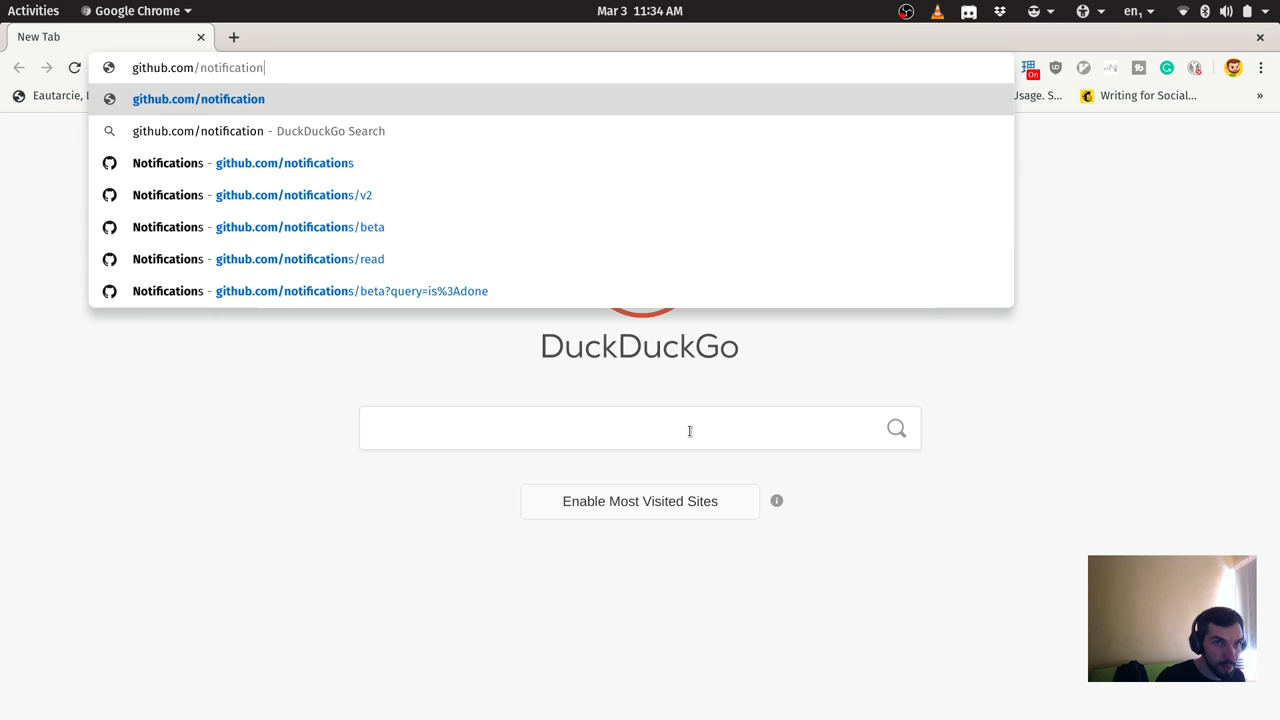 Activities
Google Chrome
Mar 3 11:34 AM
en₁
New Tab
github.com/notification
On
Eautarcie, l
Usage. S...
Writing for Social...
»
github.com/notification
github.com/notification - DuckDuckGo Search
Notifications - github.com/notifications
Notifications - github.com/notifications/v2
Notifications - github.com/notifications/beta
Notifications - github.com/notifications/read
Notifications - github.com/notifications/beta?query=is%3Adone
DuckDuckGo
Enable Most Visited Sites